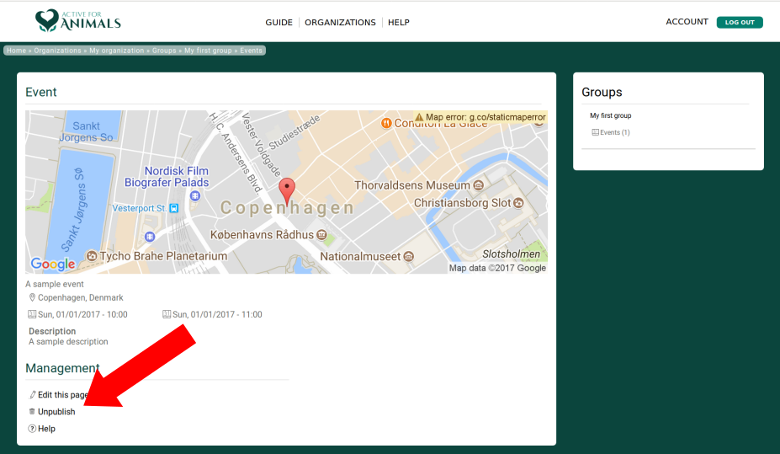 ACTIVE FOR
ANIMALS
GUIDE
ORGANIZATIONS
HELP
ACCOUNT
LOG OUT
Home » Organizations » My organization » Groups » My first group » Events
Event
Map error: g.co/staticmaperror
Sankt
Jørgens Sø
H. C. Andersens Blvd
Vester Voldgade
Studiestræde
Conditori La Glace
Nordisk Film
Biografer Palads
Vesterport St.
Thorvaldsens Museum
Christiansborg Slot
Copenhagen
Sankt Jørgens Sø
Københavns Rådhus
Tycho Brahe Planetarium
Nationalmuseet
Slotsholmen
Google
Map data ©2017 Google
A sample event
Copenhagen, Denmark
Sun, 01/01/2017 - 10:00
Sun, 01/01/2017 - 11:00
Description
A sample description
Management
Edit this page
Unpublish
Help
Groups
My first group
Events (1)